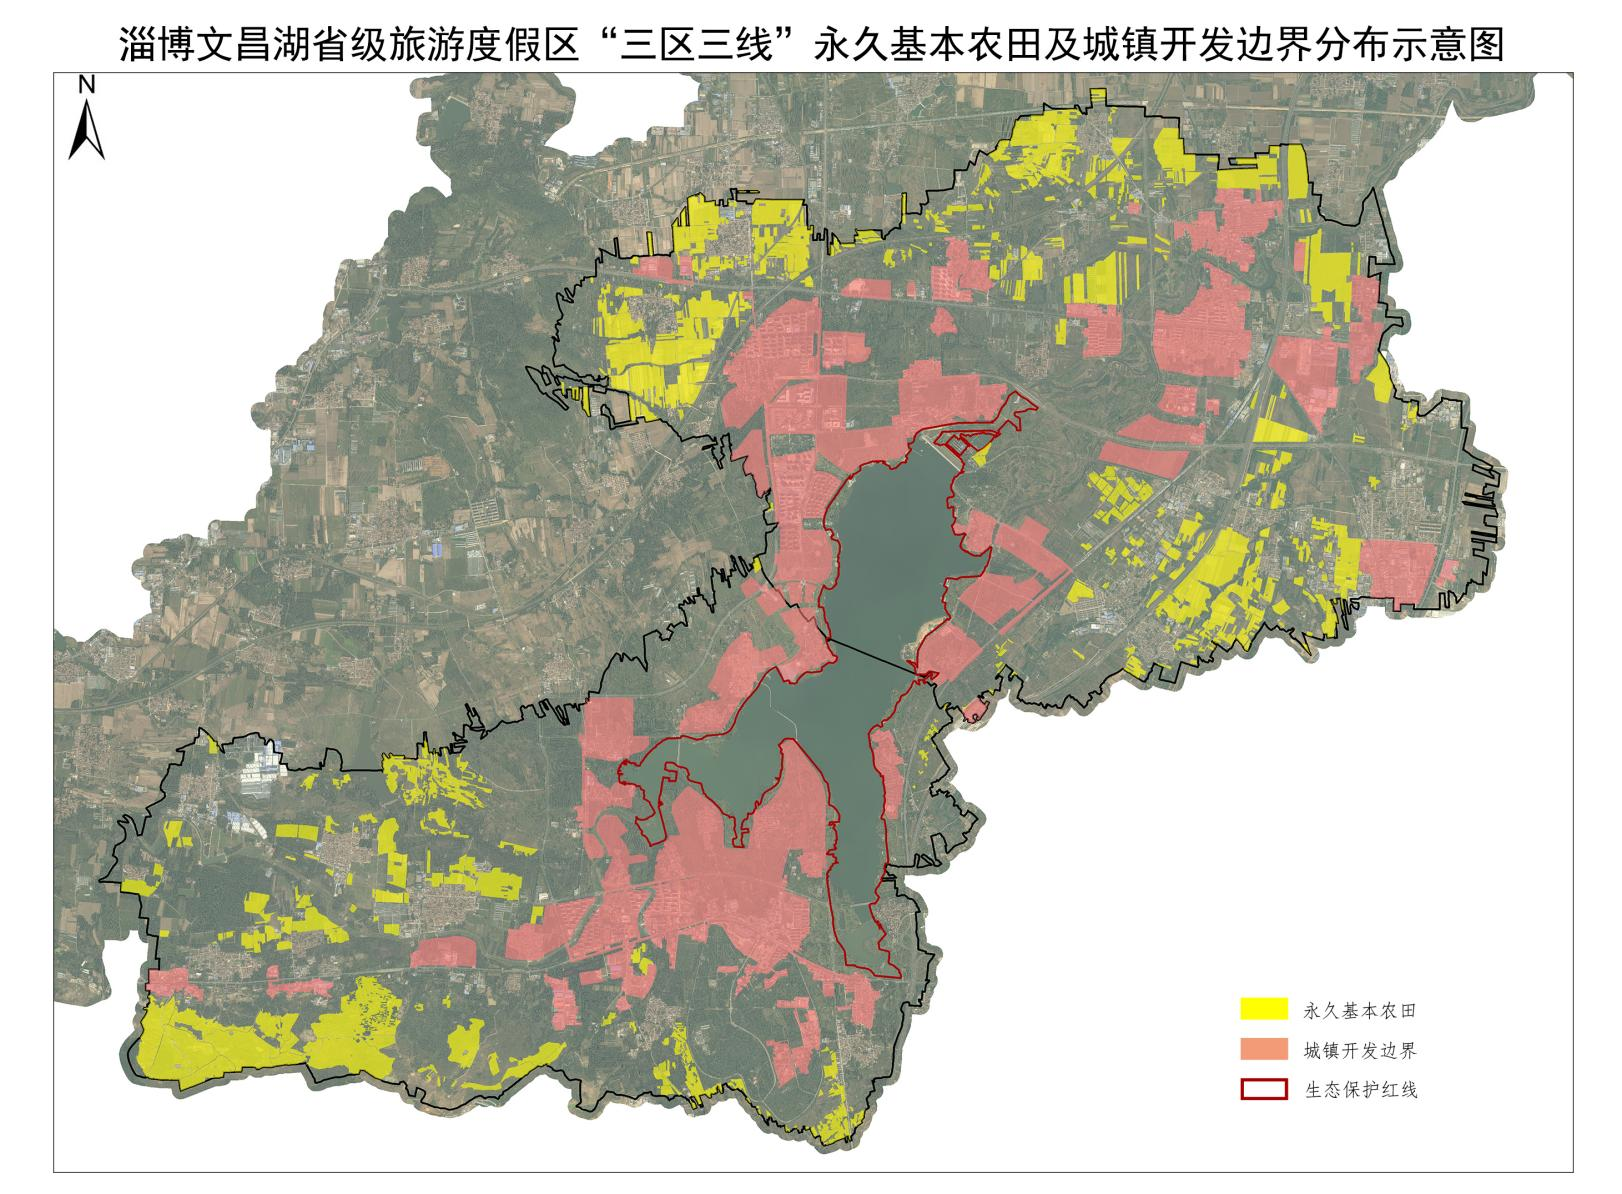 淄博文昌湖省级旅游度假区“三区三线”永久基本农田及城镇开发边界分布示意图
N
永久基本农田
城镇开发边界
生态保护红线